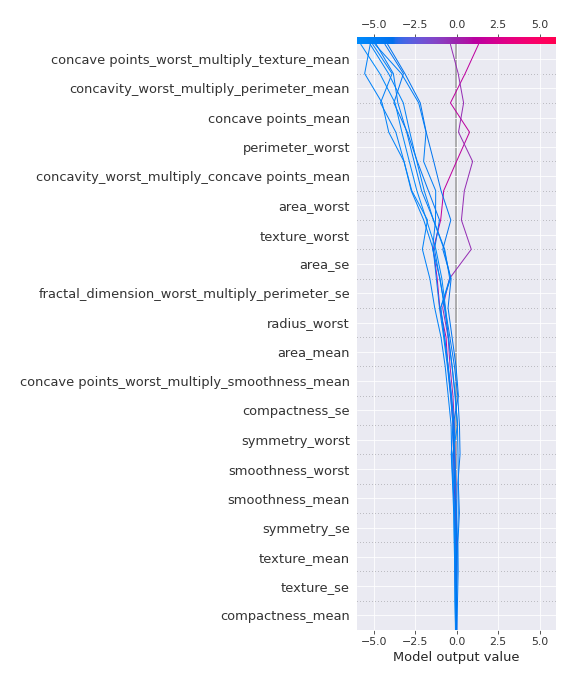 −5.0 −2.5 0.0 2.5 5.0
concave points_worst_multiply_texture_mean
concavity_worst_multiply_perimeter_mean
concave points_mean
perimeter_worst
concavity_worst_multiply_concave points_mean
area_worst
texture_worst
area_se
fractal_dimension_worst_multiply_perimeter_se
radius_worst
area_mean
concave points_worst_multiply_smoothness_mean
compactness_se
symmetry_worst
smoothness_worst
smoothness_mean
symmetry_se
texture_mean
texture_se
compactness_mean
−5.0 −2.5 0.0 2.5 5.0
Model output value